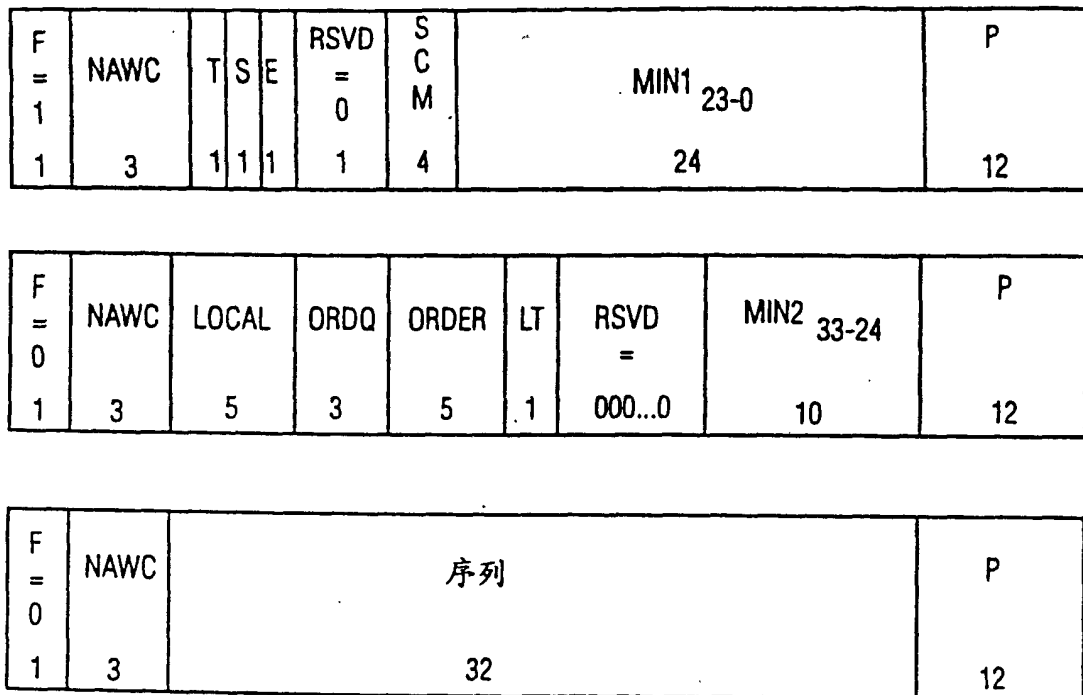 F = 1 NAWC T S E RSVD = 0 SCM MIN1 23-0 P
1 3 1 1 1 1 4 24 12
F = 0 NAWC LOCAL ORDQ ORDER LT RSVD = 000...0 MIN2 33-24 P
1 3 5 3 5 1 10 12
F = 0 NAWC 序列 P
1 3 32 12